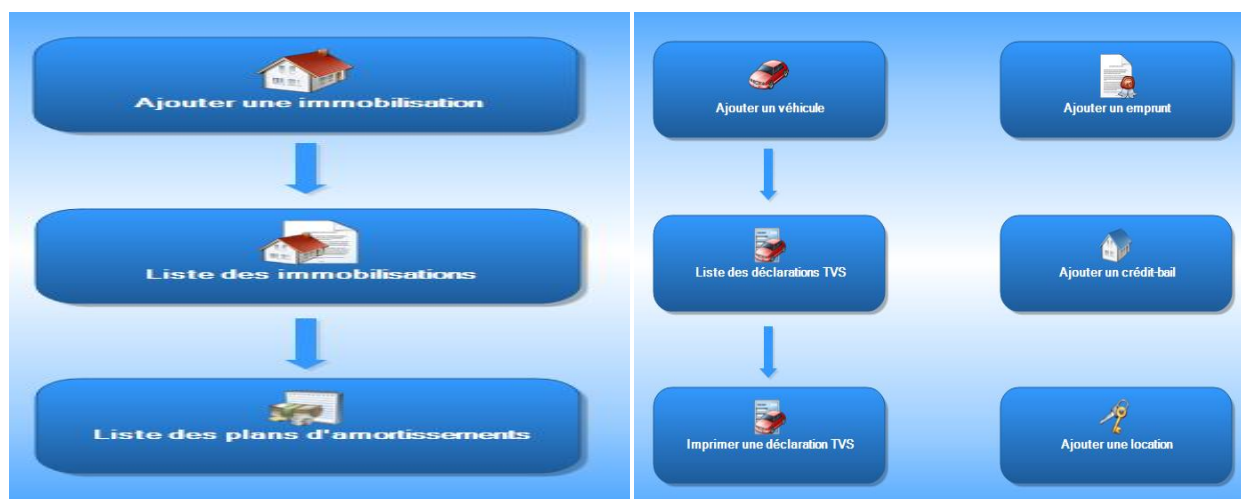 Ajouter une immobilisation
Liste des immobilisations
Liste des plans d'amortissements
Ajouter un véhicule
Liste des déclarations TVS
Imprimer une déclaration TVS
Ajouter un emprunt
Ajouter un crédit-bail
Ajouter une location